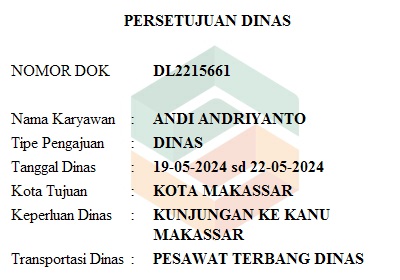 PERSETUJUAN DINAS
NOMOR DOK DL2215661
Nama Karyawan : ANDI ANDRIYANTO
Tipe Pengajuan : DINAS
Tanggal Dinas : 19-05-2024 sd 22-05-2024
Kota Tujuan : KOTA MAKASSAR
Keperluan Dinas : KUNJUNGAN KE KANU
MAKASSAR
Transportasi Dinas : PESAWAT TERBANG DINAS